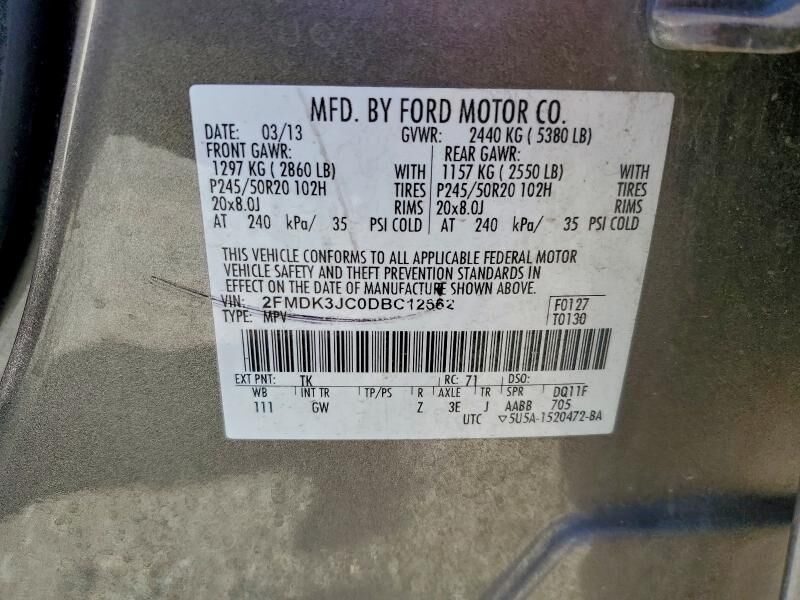 MFD. BY FORD MOTOR CO.
DATE: 03/13 GVWR: 2440 KG ( 5380 LB)
FRONT GAWR: REAR GAWR:
1297 KG ( 2860 LB) WITH 1157 KG ( 2550 LB) WITH
P245/50R20 102H TIRES P245/50R20 102H TIRES
20x8.0J RIMS 20x8.0J RIMS
AT 240 kPa/ 35 PSI COLD AT 240 kPa/ 35 PSI COLD
THIS VEHICLE CONFORMS TO ALL APPLICABLE FEDERAL MOTOR
VEHICLE SAFETY AND THEFT PREVENTION STANDARDS IN
EFFECT ON THE DATE OF MANUFACTURE SHOWN ABOVE.
VIN: 2FMDK3JC0DBC12662 F0127
TYPE: MPV T0130
EXT PNT: TK RC: 71 DSO:
WB INT TR TP/PS R AXLE TR SPR DQ11F
111 GW Z 3E J AABB 705
UTC ▽5U5A-1520472-BA